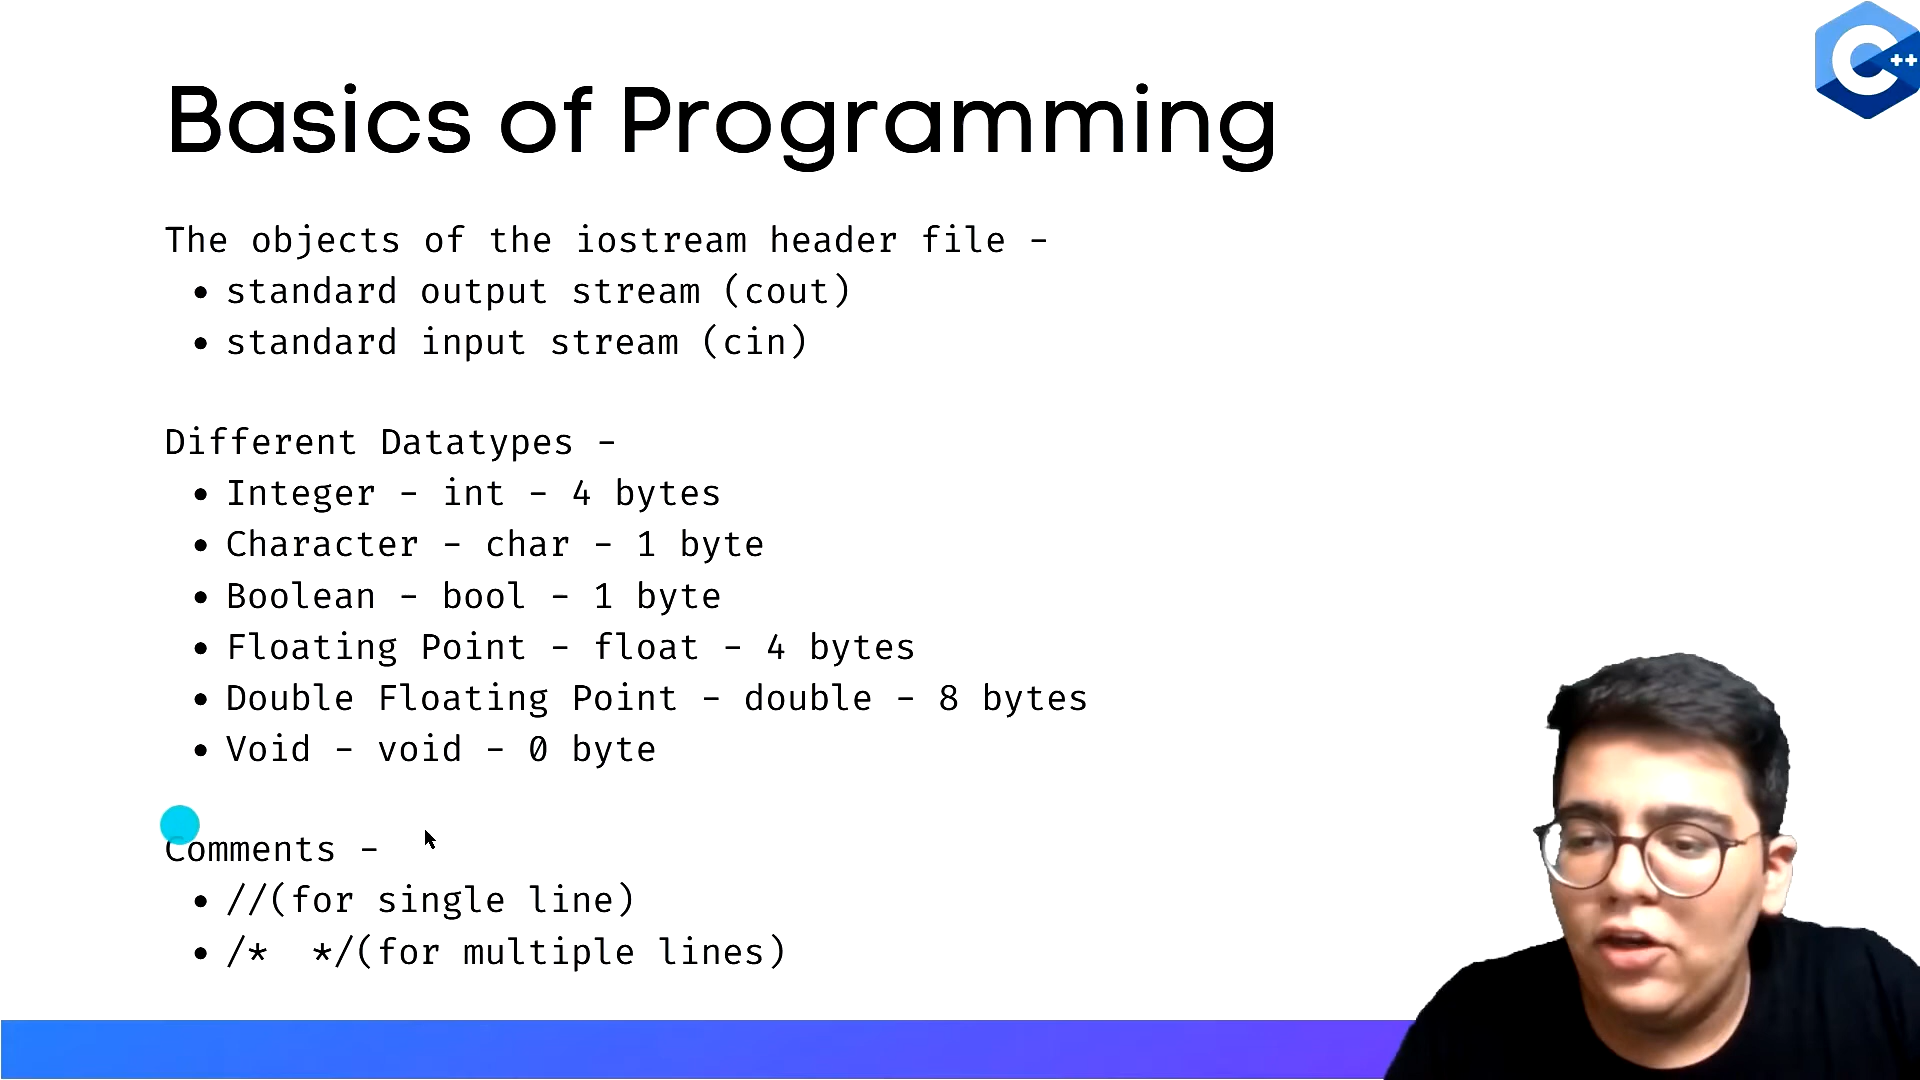 C++
Basics of Programming
The objects of the iostream header file -
• standard output stream (cout)
• standard input stream (cin)
Different Datatypes -
• Integer - int - 4 bytes
• Character - char - 1 byte
• Boolean - bool - 1 byte
• Floating Point - float - 4 bytes
• Double Floating Point - double - 8 bytes
• Void - void - 0 byte
Comments -
• //(for single line)
• /*  */(for multiple lines)